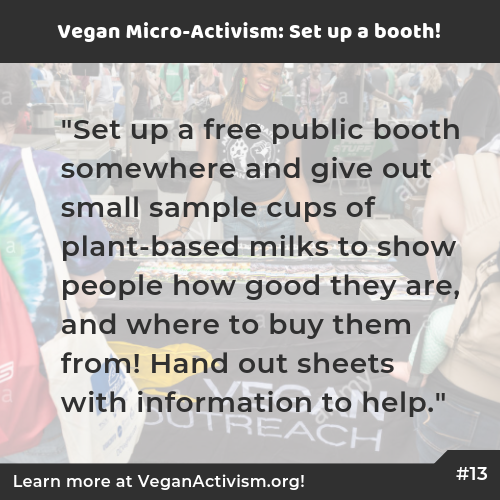 Vegan Micro-Activism: Set up a booth!
"Set up a free public booth
somewhere and give out
small sample cups of
plant-based milks to show
people how good they are,
and where to buy them
from! Hand out sheets
with information to help."
VEGAN
OUTREACH
#13
Learn more at VeganActivism.org!